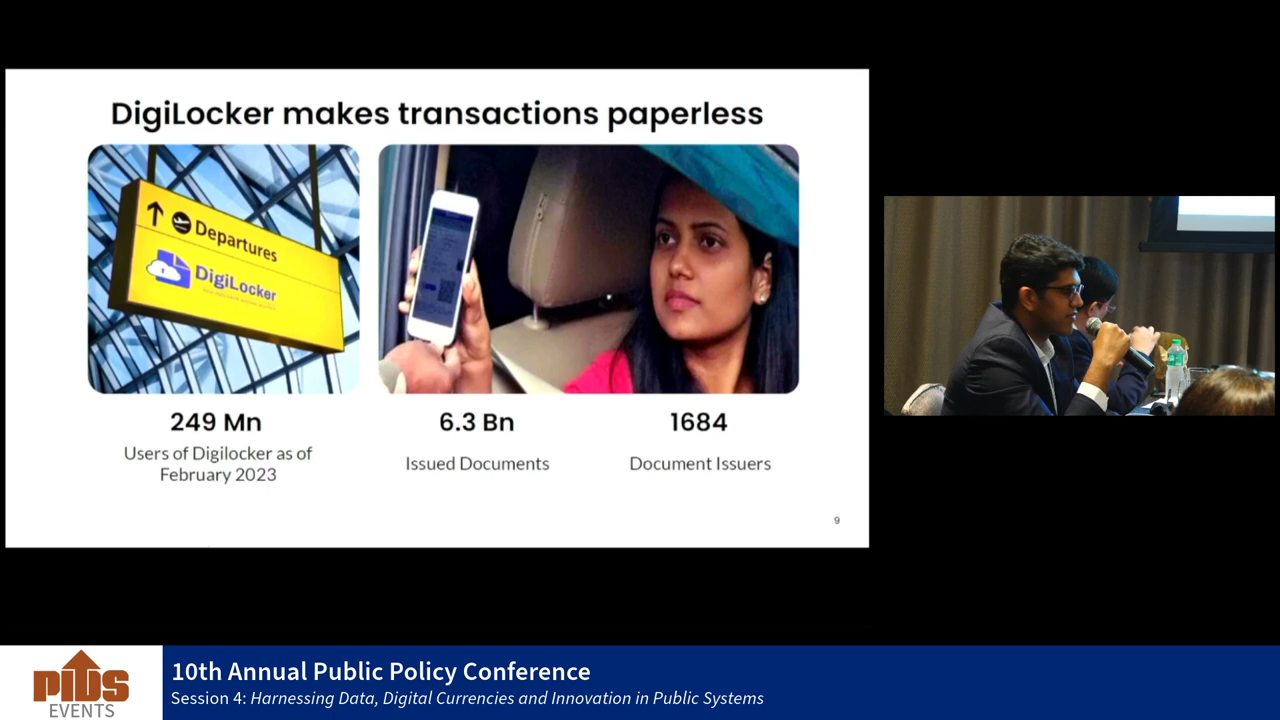 DigiLocker makes transactions paperless
Departures
DigiLocker
249 Mn
Users of Digilocker as of
February 2023
6.3 Bn
Issued Documents
1684
Document Issuers
9
PIDS
EVENTS
10th Annual Public Policy Conference
Session 4: Harnessing Data, Digital Currencies and Innovation in Public Systems